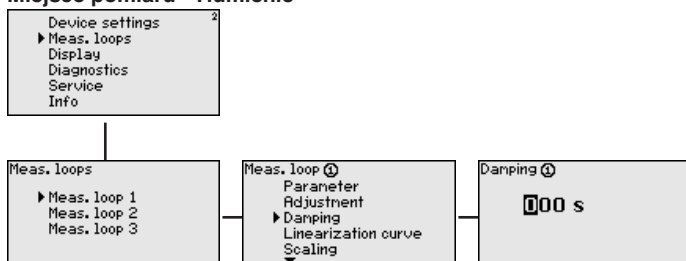 Miejsce pomiaru - Tłumienie
Device settings 2
Meas. loops
Display
Diagnostics
Service
Info
Meas. loops
Meas. loop 1
Meas. loop 2
Meas. loop 3
Meas. loop ①
Parameter
Adjustment
Damping
Linearization curve
Scaling
Damping ①
000 s